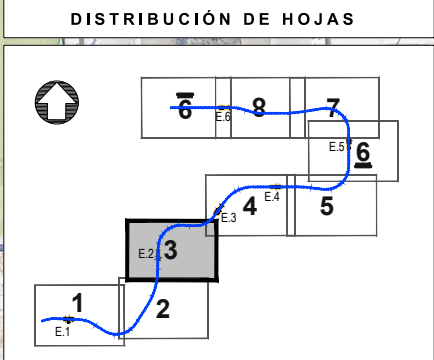 DISTRIBUCIÓN DE HOJAS
6
E.6
8
7
E.5
6
E.4
4
5
E.3
E.2
3
1
2
E.1